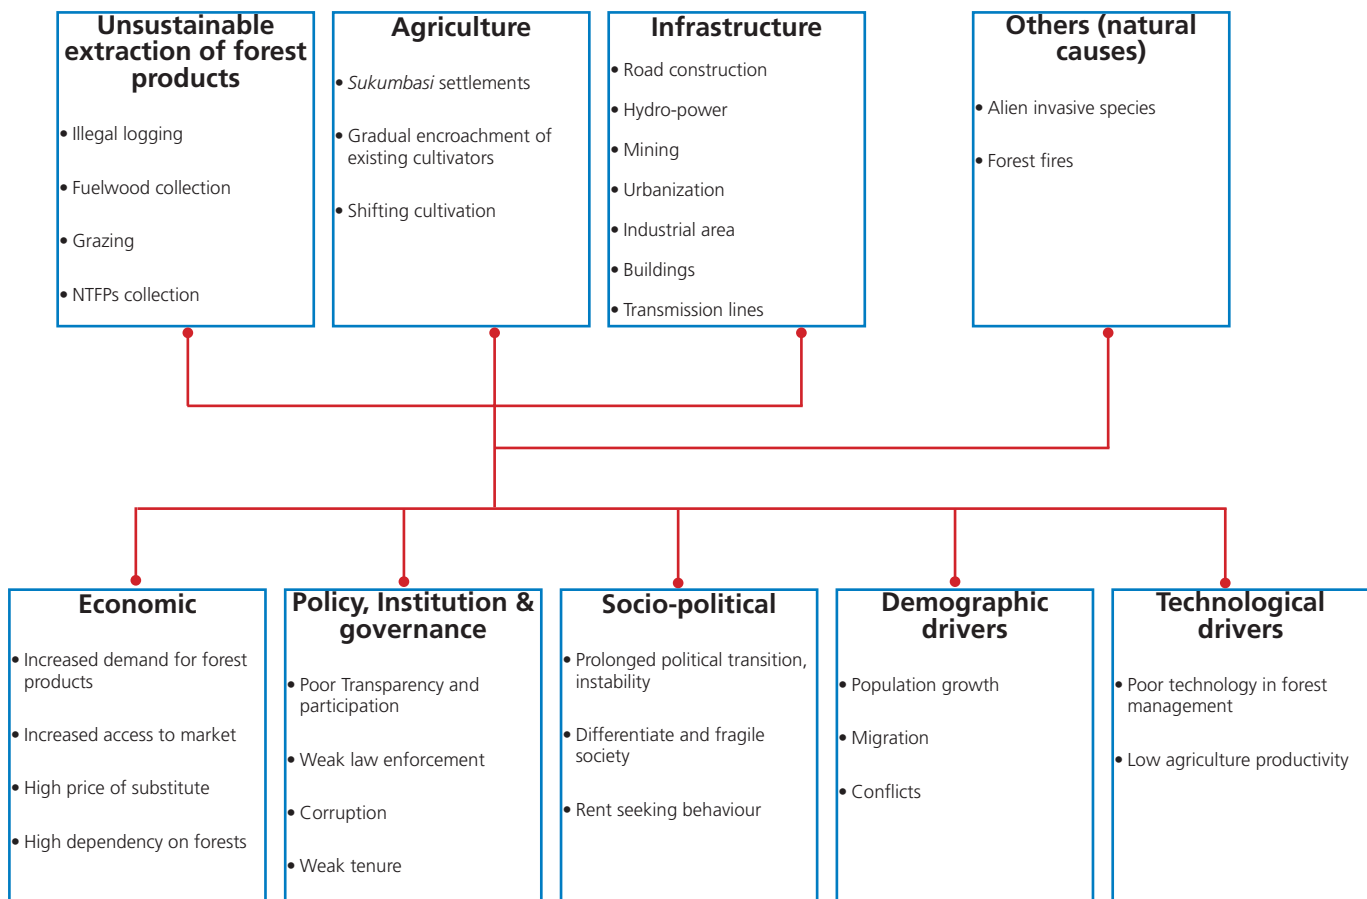 Unsustainable
extraction of forest
products
• Illegal logging
• Fuelwood collection
• Grazing
• NTFPs collection
Agriculture
• Sukumbasi settlements
• Gradual encroachment of
existing cultivators
• Shifting cultivation
Infrastructure
• Road construction
• Hydro-power
• Mining
• Urbanization
• Industrial area
• Buildings
• Transmission lines
Others (natural
causes)
• Alien invasive species
• Forest fires
Economic
• Increased demand for forest
products
• Increased access to market
• High price of substitute
• High dependency on forests
Policy, Institution &
governance
• Poor Transparency and
participation
• Weak law enforcement
• Corruption
• Weak tenure
Socio-political
• Prolonged political transition,
instability
• Differentiate and fragile
society
• Rent seeking behaviour
Demographic
drivers
• Population growth
• Migration
• Conflicts
Technological
drivers
• Poor technology in forest
management
• Low agriculture productivity